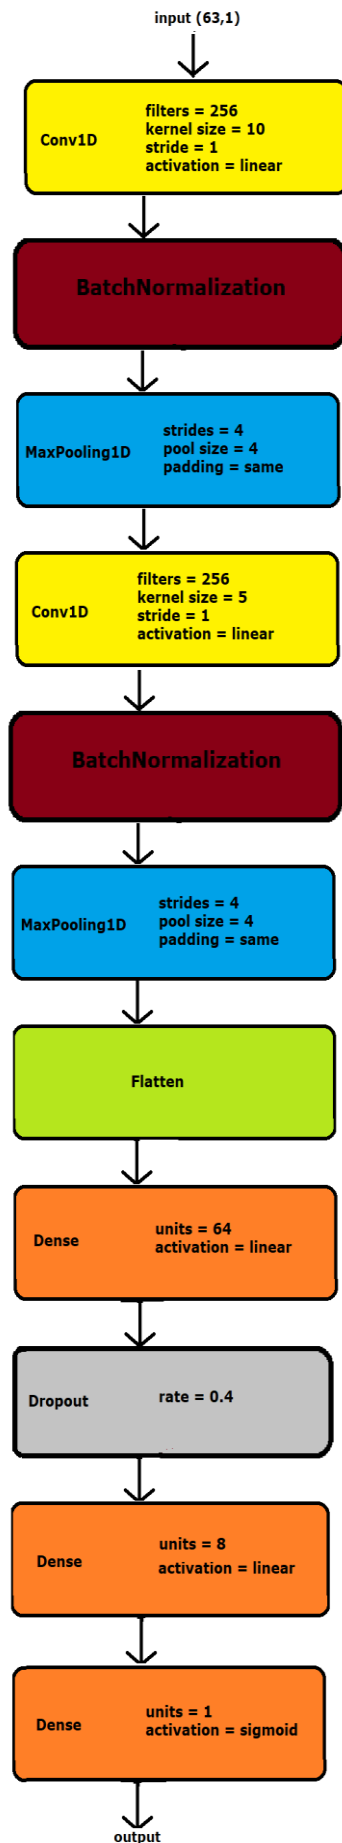 input (63,1)
Conv1D
filters = 256
kernel size = 10
stride = 1
activation = linear
BatchNormalization
MaxPooling1D
strides = 4
pool size = 4
padding = same
Conv1D
filters = 256
kernel size = 5
stride = 1
activation = linear
BatchNormalization
MaxPooling1D
strides = 4
pool size = 4
padding = same
Flatten
Dense
units = 64
activation = linear
Dropout
rate = 0.4
Dense
units = 8
activation = linear
Dense
units = 1
activation = sigmoid
output